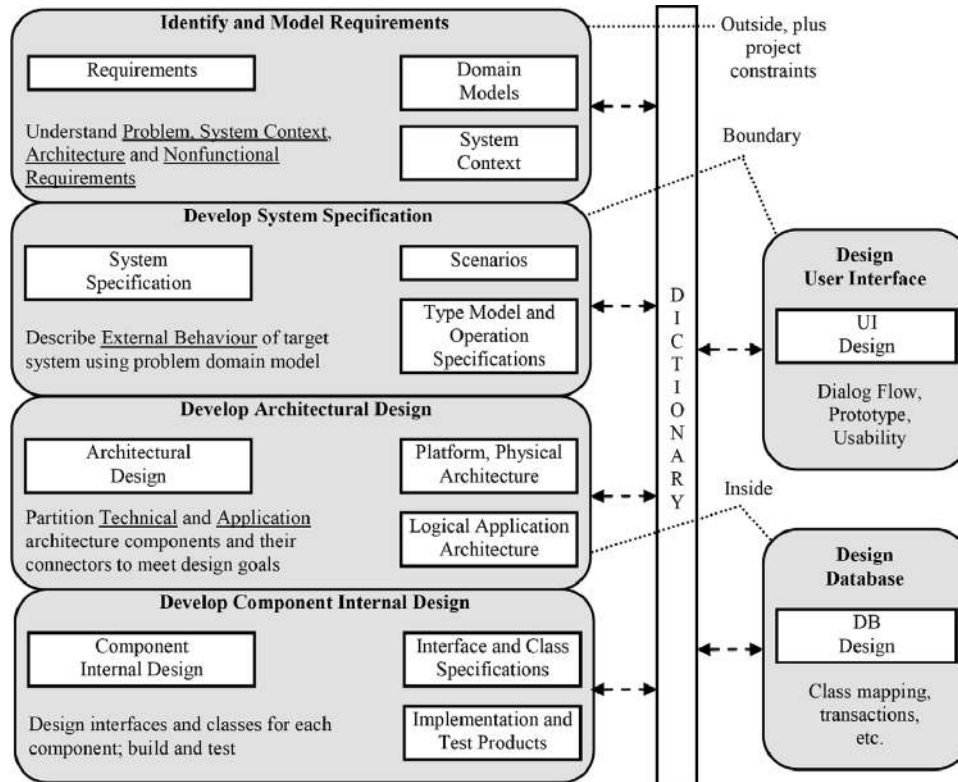 Identify and Model Requirements
Requirements
Domain
Models
System
Context
Understand Problem, System Context,
Architecture and Nonfunctional
Requirements
Develop System Specification
System
Specification
Scenarios
Type Model and
Operation
Specifications
Describe External Behaviour of target
system using problem domain model
Develop Architectural Design
Architectural
Design
Platform, Physical
Architecture
Logical Application
Architecture
Partition Technical and Application
architecture components and their
connectors to meet design goals
Develop Component Internal Design
Component
Internal Design
Interface and Class
Specifications
Implementation and
Test Products
Design interfaces and classes for each
component; build and test
DICTIONARY
Outside, plus
project
constraints
Boundary
Design
User Interface
UI
Design
Dialog Flow,
Prototype,
Usability
Inside
Design
Database
DB
Design
Class mapping,
transactions,
etc.